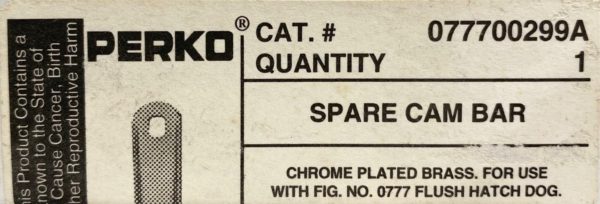 his Product Contains a
nown to the State of
Cause Cancer, Birth
her Reproductive Harm
PERKO®
CAT. # 077700299A
QUANTITY 1
SPARE CAM BAR
CHROME PLATED BRASS. FOR USE
WITH FIG. NO. 0777 FLUSH HATCH DOG.